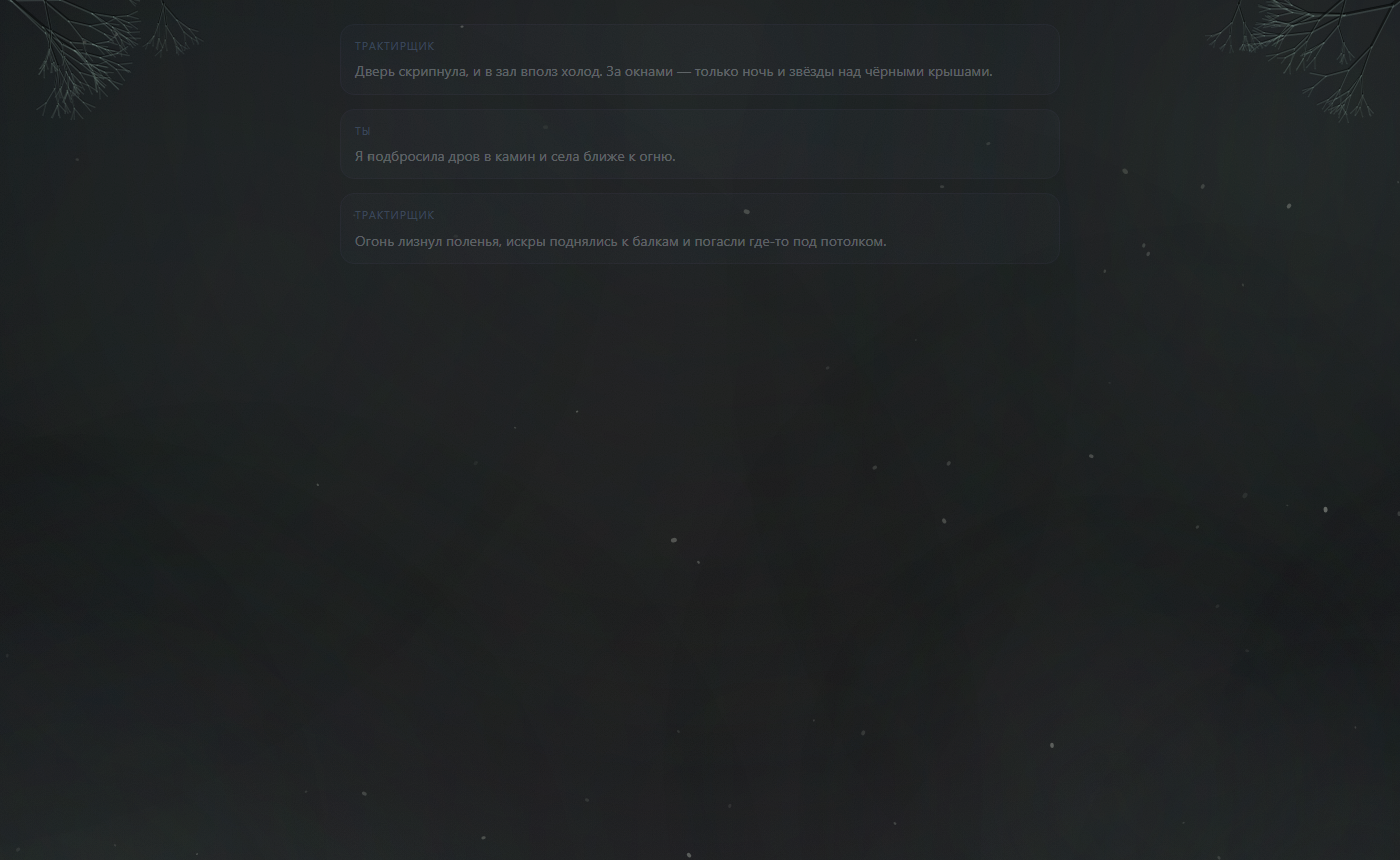 ТРАКТИРЩИК
Дверь скрипнула, и в зал вполз холод. За окнами — только ночь и звёзды над чёрными крышами.
ТЫ
Я подбросила дров в камин и села ближе к огню.
ТРАКТИРЩИК
Огонь лизнул поленья, искры поднялись к балкам и погасли где-то под потолком.